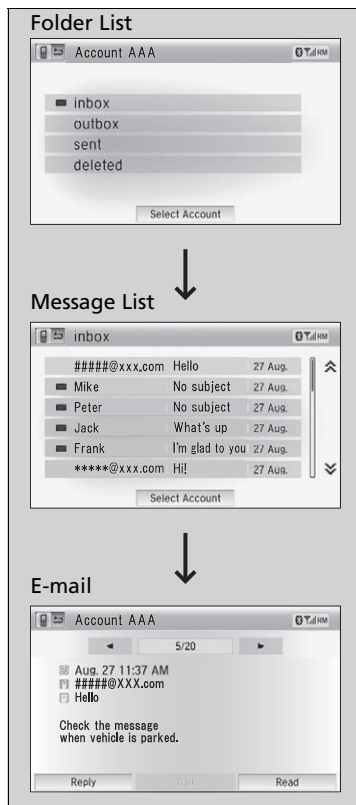 Folder List
Account AAA
RM
inbox
outbox
sent
deleted
Select Account
Message List
inbox
RM
#####@xxx.com Hello 27 Aug.
Mike No subject 27 Aug.
Peter No subject 27 Aug.
Jack What's up 27 Aug.
Frank I'm glad to you 27 Aug.
*****@xxx.com Hi! 27 Aug.
Select Account
E-mail
Account AAA
RM
5/20
Aug. 27 11:37 AM
#####@XXX.com
Hello
Check the message
when vehicle is parked.
Reply Call Read